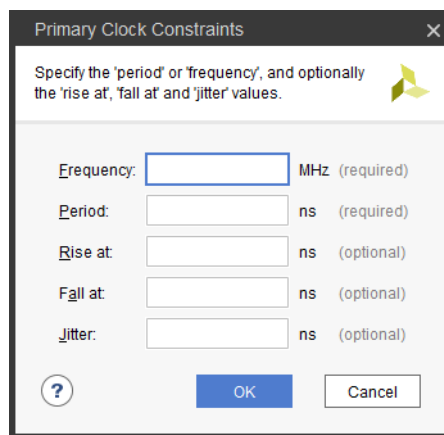 Primary Clock Constraints
Specify the 'period' or 'frequency', and optionally
the 'rise at', 'fall at' and 'jitter' values.
Frequency: MHz (required)
Period: ns (required)
Rise at: ns (optional)
Fall at: ns (optional)
Jitter: ns (optional)
? OK Cancel